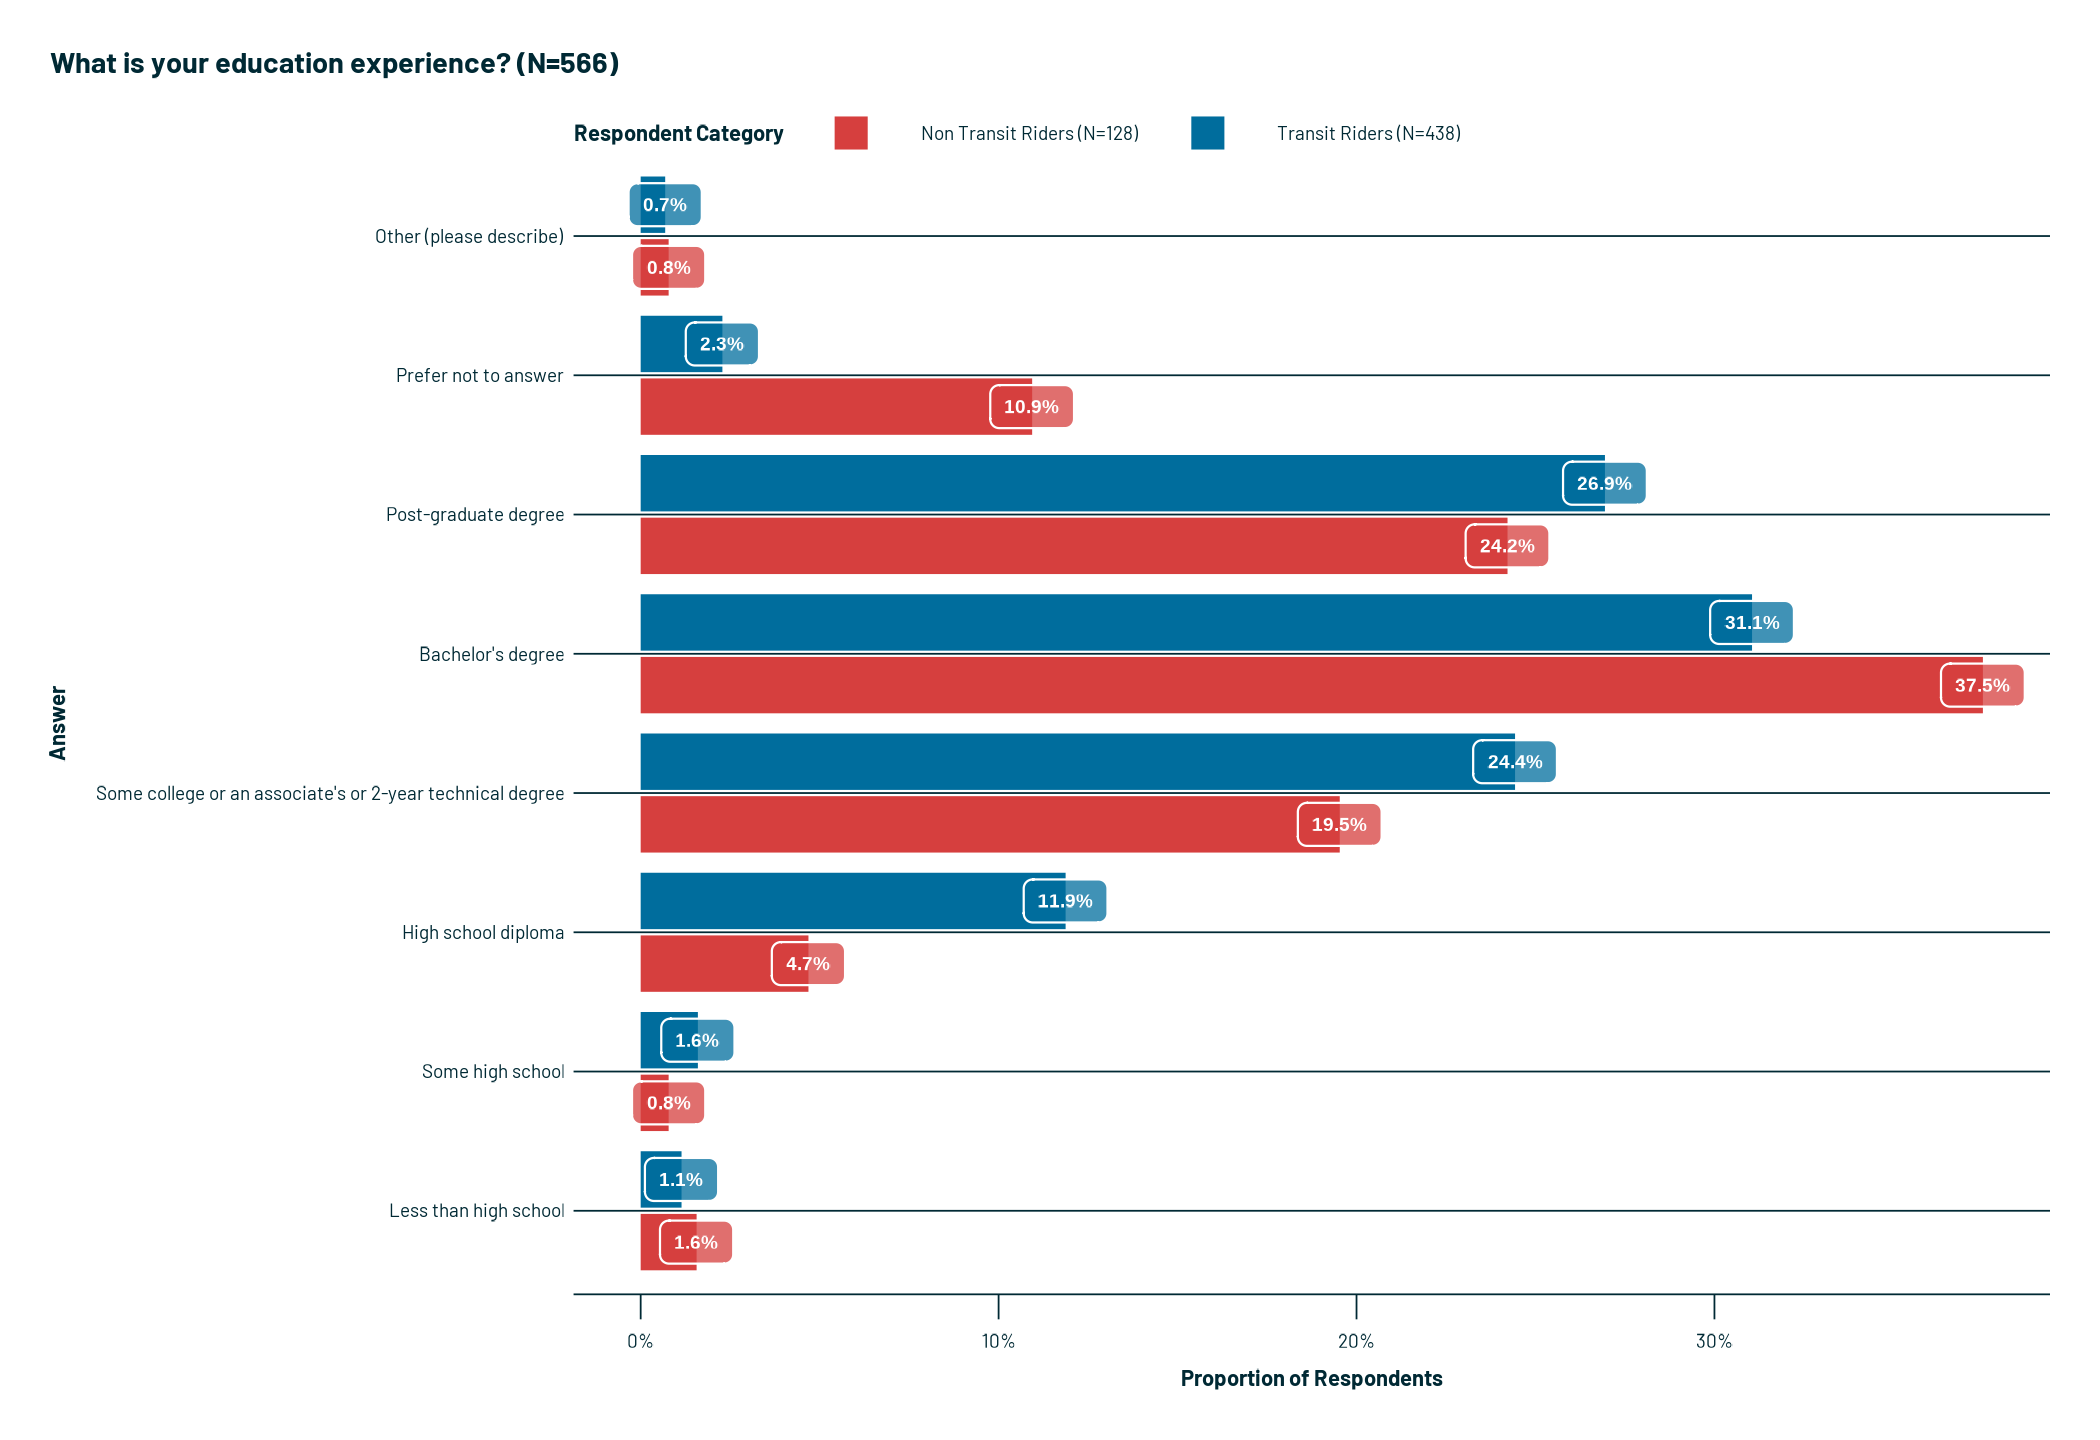 What is your education experience? (N=566)
Respondent Category
Non Transit Riders (N=128)
Transit Riders (N=438)
Other (please describe)
0.7%
0.8%
Prefer not to answer
2.3%
10.9%
Post-graduate degree
26.9%
24.2%
Bachelor's degree
31.1%
37.5%
Some college or an associate's or 2-year technical degree
24.4%
19.5%
High school diploma
11.9%
4.7%
Some high school
1.6%
0.8%
Less than high school
1.1%
1.6%
Answer
0%
10%
20%
30%
Proportion of Respondents